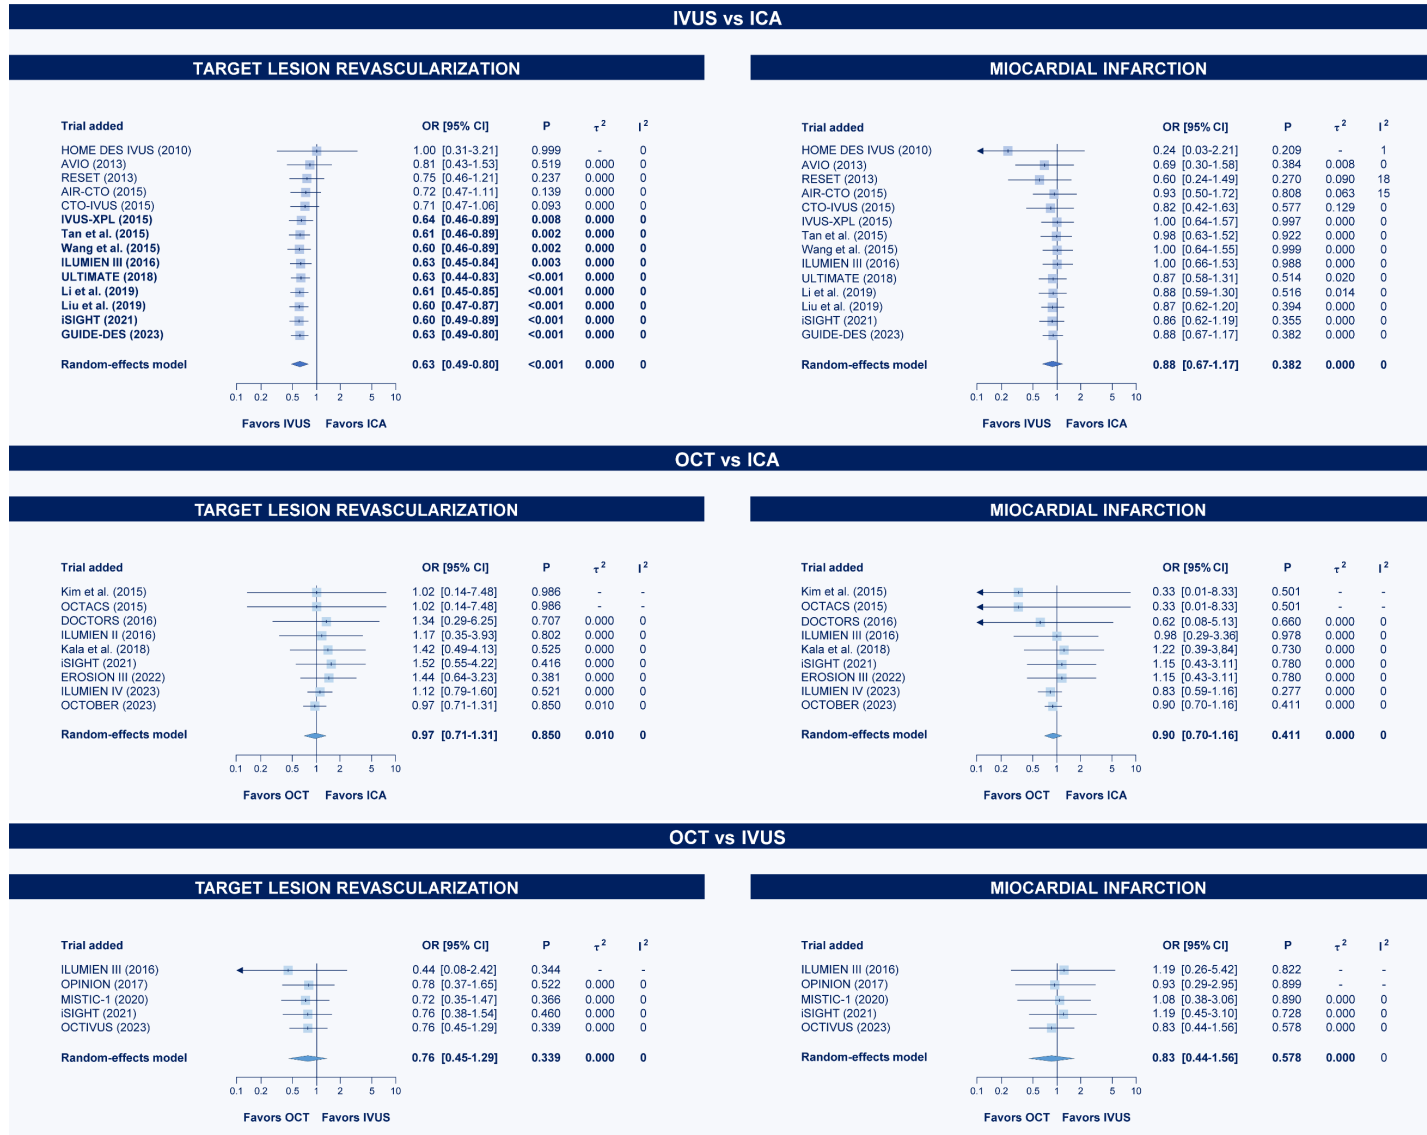 IVUS vs ICA
TARGET LESION REVASCULARIZATION
Trial added OR [95% CI] P τ² I²
HOME DES IVUS (2010) 1.00 [0.31-3.21] 0.999 - 0
AVIO (2013) 0.81 [0.43-1.53] 0.519 0.000 0
RESET (2013) 0.75 [0.46-1.21] 0.237 0.000 0
AIR-CTO (2015) 0.72 [0.47-1.11] 0.139 0.000 0
CTO-IVUS (2015) 0.71 [0.47-1.06] 0.093 0.000 0
IVUS-XPL (2015) 0.64 [0.46-0.89] 0.008 0.000 0
Tan et al. (2015) 0.61 [0.46-0.89] 0.002 0.000 0
Wang et al. (2015) 0.60 [0.46-0.89] 0.002 0.000 0
ILUMIEN III (2016) 0.63 [0.45-0.84] 0.003 0.000 0
ULTIMATE (2018) 0.63 [0.44-0.83] <0.001 0.000 0
Li et al. (2019) 0.61 [0.45-0.85] <0.001 0.000 0
Liu et al. (2019) 0.60 [0.47-0.87] <0.001 0.000 0
iSIGHT (2021) 0.60 [0.49-0.89] <0.001 0.000 0
GUIDE-DES (2023) 0.63 [0.49-0.80] <0.001 0.000 0
Random-effects model 0.63 [0.49-0.80] <0.001 0.000 0
0.1 0.2 0.5 1 2 5 10
Favors IVUS Favors ICA
MIOCARDIAL INFARCTION
Trial added OR [95% CI] P τ² I²
HOME DES IVUS (2010) 0.24 [0.03-2.21] 0.209 - 1
AVIO (2013) 0.69 [0.30-1.58] 0.384 0.008 0
RESET (2013) 0.60 [0.24-1.49] 0.270 0.090 18
AIR-CTO (2015) 0.93 [0.50-1.72] 0.808 0.063 15
CTO-IVUS (2015) 0.82 [0.42-1.63] 0.577 0.129 0
IVUS-XPL (2015) 1.00 [0.64-1.57] 0.997 0.000 0
Tan et al. (2015) 0.98 [0.63-1.52] 0.922 0.000 0
Wang et al. (2015) 1.00 [0.64-1.55] 0.999 0.000 0
ILUMIEN III (2016) 1.00 [0.66-1.53] 0.988 0.000 0
ULTIMATE (2018) 0.87 [0.58-1.31] 0.514 0.020 0
Li et al. (2019) 0.88 [0.59-1.30] 0.516 0.014 0
Liu et al. (2019) 0.87 [0.62-1.20] 0.394 0.000 0
iSIGHT (2021) 0.86 [0.62-1.19] 0.355 0.000 0
GUIDE-DES (2023) 0.88 [0.67-1.17] 0.382 0.000 0
Random-effects model 0.88 [0.67-1.17] 0.382 0.000 0
0.1 0.2 0.5 1 2 5 10
Favors IVUS Favors ICA
OCT vs ICA
TARGET LESION REVASCULARIZATION
Trial added OR [95% CI] P τ² I²
Kim et al. (2015) 1.02 [0.14-7.48] 0.986 - -
OCTACS (2015) 1.02 [0.14-7.48] 0.986 - -
DOCTORS (2016) 1.34 [0.29-6.25] 0.707 0.000 0
ILUMIEN II (2016) 1.17 [0.35-3.93] 0.802 0.000 0
Kala et al. (2018) 1.42 [0.49-4.13] 0.525 0.000 0
iSIGHT (2021) 1.52 [0.55-4.22] 0.416 0.000 0
EROSION III (2022) 1.44 [0.64-3.23] 0.381 0.000 0
ILUMIEN IV (2023) 1.12 [0.79-1.60] 0.521 0.000 0
OCTOBER (2023) 0.97 [0.71-1.31] 0.850 0.010 0
Random-effects model 0.97 [0.71-1.31] 0.850 0.010 0
0.1 0.2 0.5 1 2 5 10
Favors OCT Favors ICA
MIOCARDIAL INFARCTION
Trial added OR [95% CI] P τ² I²
Kim et al. (2015) 0.33 [0.01-8.33] 0.501 - -
OCTACS (2015) 0.33 [0.01-8.33] 0.501 - -
DOCTORS (2016) 0.62 [0.08-5.13] 0.660 0.000 0
ILUMIEN III (2016) 0.98 [0.29-3.36] 0.978 0.000 0
Kala et al. (2018) 1.22 [0.39-3,84] 0.730 0.000 0
iSIGHT (2021) 1.15 [0.43-3.11] 0.780 0.000 0
EROSION III (2022) 1.15 [0.43-3.11] 0.780 0.000 0
ILUMIEN IV (2023) 0.83 [0.59-1.16] 0.277 0.000 0
OCTOBER (2023) 0.90 [0.70-1.16] 0.411 0.000 0
Random-effects model 0.90 [0.70-1.16] 0.411 0.000 0
0.1 0.2 0.5 1 2 5 10
Favors OCT Favors ICA
OCT vs IVUS
TARGET LESION REVASCULARIZATION
Trial added OR [95% CI] P τ² I²
ILUMIEN III (2016) 0.44 [0.08-2.42] 0.344 - -
OPINION (2017) 0.78 [0.37-1.65] 0.522 0.000 0
MISTIC-1 (2020) 0.72 [0.35-1.47] 0.366 0.000 0
iSIGHT (2021) 0.76 [0.38-1.54] 0.460 0.000 0
OCTIVUS (2023) 0.76 [0.45-1.29] 0.339 0.000 0
Random-effects model 0.76 [0.45-1.29] 0.339 0.000 0
0.1 0.2 0.5 1 2 5 10
Favors OCT Favors IVUS
MIOCARDIAL INFARCTION
Trial added OR [95% CI] P τ² I²
ILUMIEN III (2016) 1.19 [0.26-5.42] 0.822 - -
OPINION (2017) 0.93 [0.29-2.95] 0.899 - -
MISTIC-1 (2020) 1.08 [0.38-3.06] 0.890 0.000 0
iSIGHT (2021) 1.19 [0.45-3.10] 0.728 0.000 0
OCTIVUS (2023) 0.83 [0.44-1.56] 0.578 0.000 0
Random-effects model 0.83 [0.44-1.56] 0.578 0.000 0
0.1 0.2 0.5 1 2 5 10
Favors OCT Favors IVUS